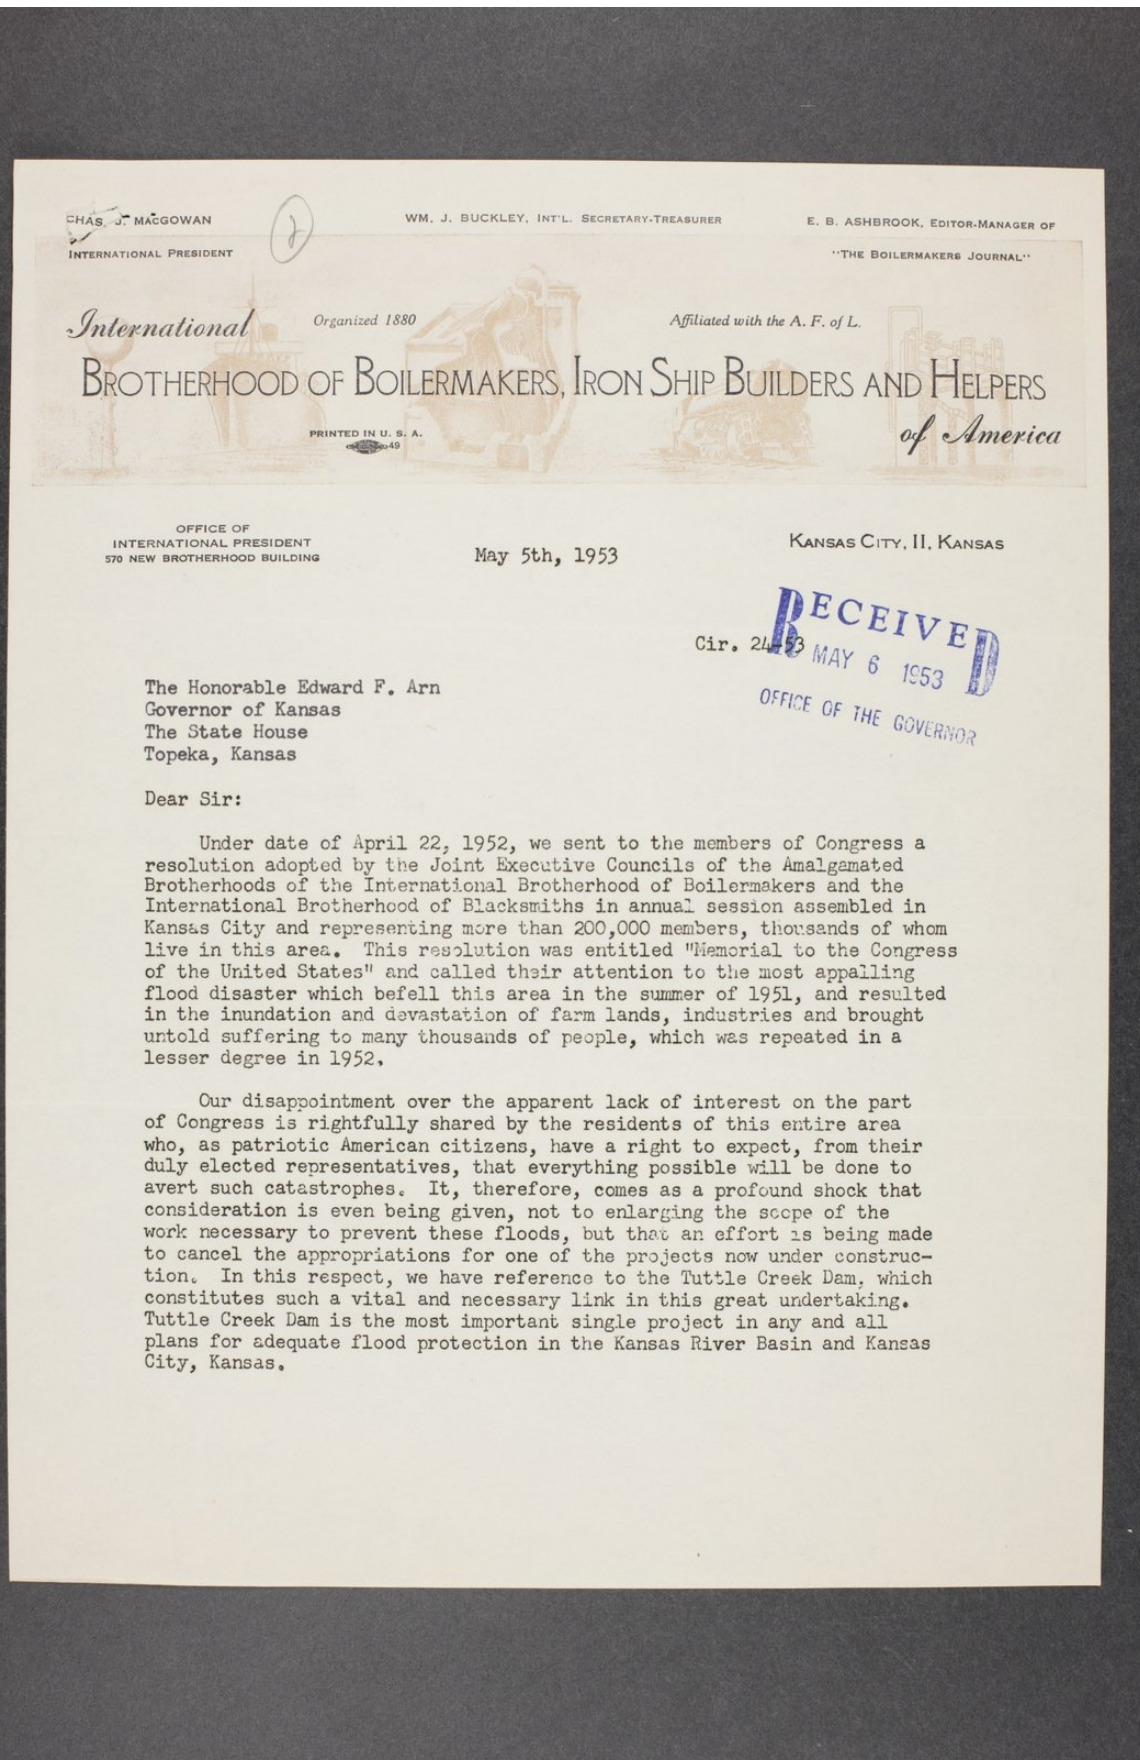 CHAS. J. MACGOWAN
INTERNATIONAL PRESIDENT
2
WM. J. BUCKLEY, INT'L. SECRETARY-TREASURER
E. B. ASHBROOK, EDITOR-MANAGER OF
"THE BOILERMAKERS JOURNAL"
International
Organized 1880
Affiliated with the A. F. of L.
BROTHERHOOD OF BOILERMAKERS, IRON SHIP BUILDERS AND HELPERS
of America
PRINTED IN U. S. A.
49
OFFICE OF
INTERNATIONAL PRESIDENT
570 NEW BROTHERHOOD BUILDING
May 5th, 1953
KANSAS CITY, 11, KANSAS
Cir. 24-53
RECEIVED
MAY 6 1953
OFFICE OF THE GOVERNOR
The Honorable Edward F. Arn
Governor of Kansas
The State House
Topeka, Kansas
Dear Sir:
Under date of April 22, 1952, we sent to the members of Congress a
resolution adopted by the Joint Executive Councils of the Amalgamated
Brotherhoods of the International Brotherhood of Boilermakers and the
International Brotherhood of Blacksmiths in annual session assembled in
Kansas City and representing more than 200,000 members, thousands of whom
live in this area. This resolution was entitled "Memorial to the Congress
of the United States" and called their attention to the most appalling
flood disaster which befell this area in the summer of 1951, and resulted
in the inundation and devastation of farm lands, industries and brought
untold suffering to many thousands of people, which was repeated in a
lesser degree in 1952.
Our disappointment over the apparent lack of interest on the part
of Congress is rightfully shared by the residents of this entire area
who, as patriotic American citizens, have a right to expect, from their
duly elected representatives, that everything possible will be done to
avert such catastrophes. It, therefore, comes as a profound shock that
consideration is even being given, not to enlarging the scope of the
work necessary to prevent these floods, but that an effort is being made
to cancel the appropriations for one of the projects now under construc-
tion. In this respect, we have reference to the Tuttle Creek Dam, which
constitutes such a vital and necessary link in this great undertaking.
Tuttle Creek Dam is the most important single project in any and all
plans for adequate flood protection in the Kansas River Basin and Kansas
City, Kansas.